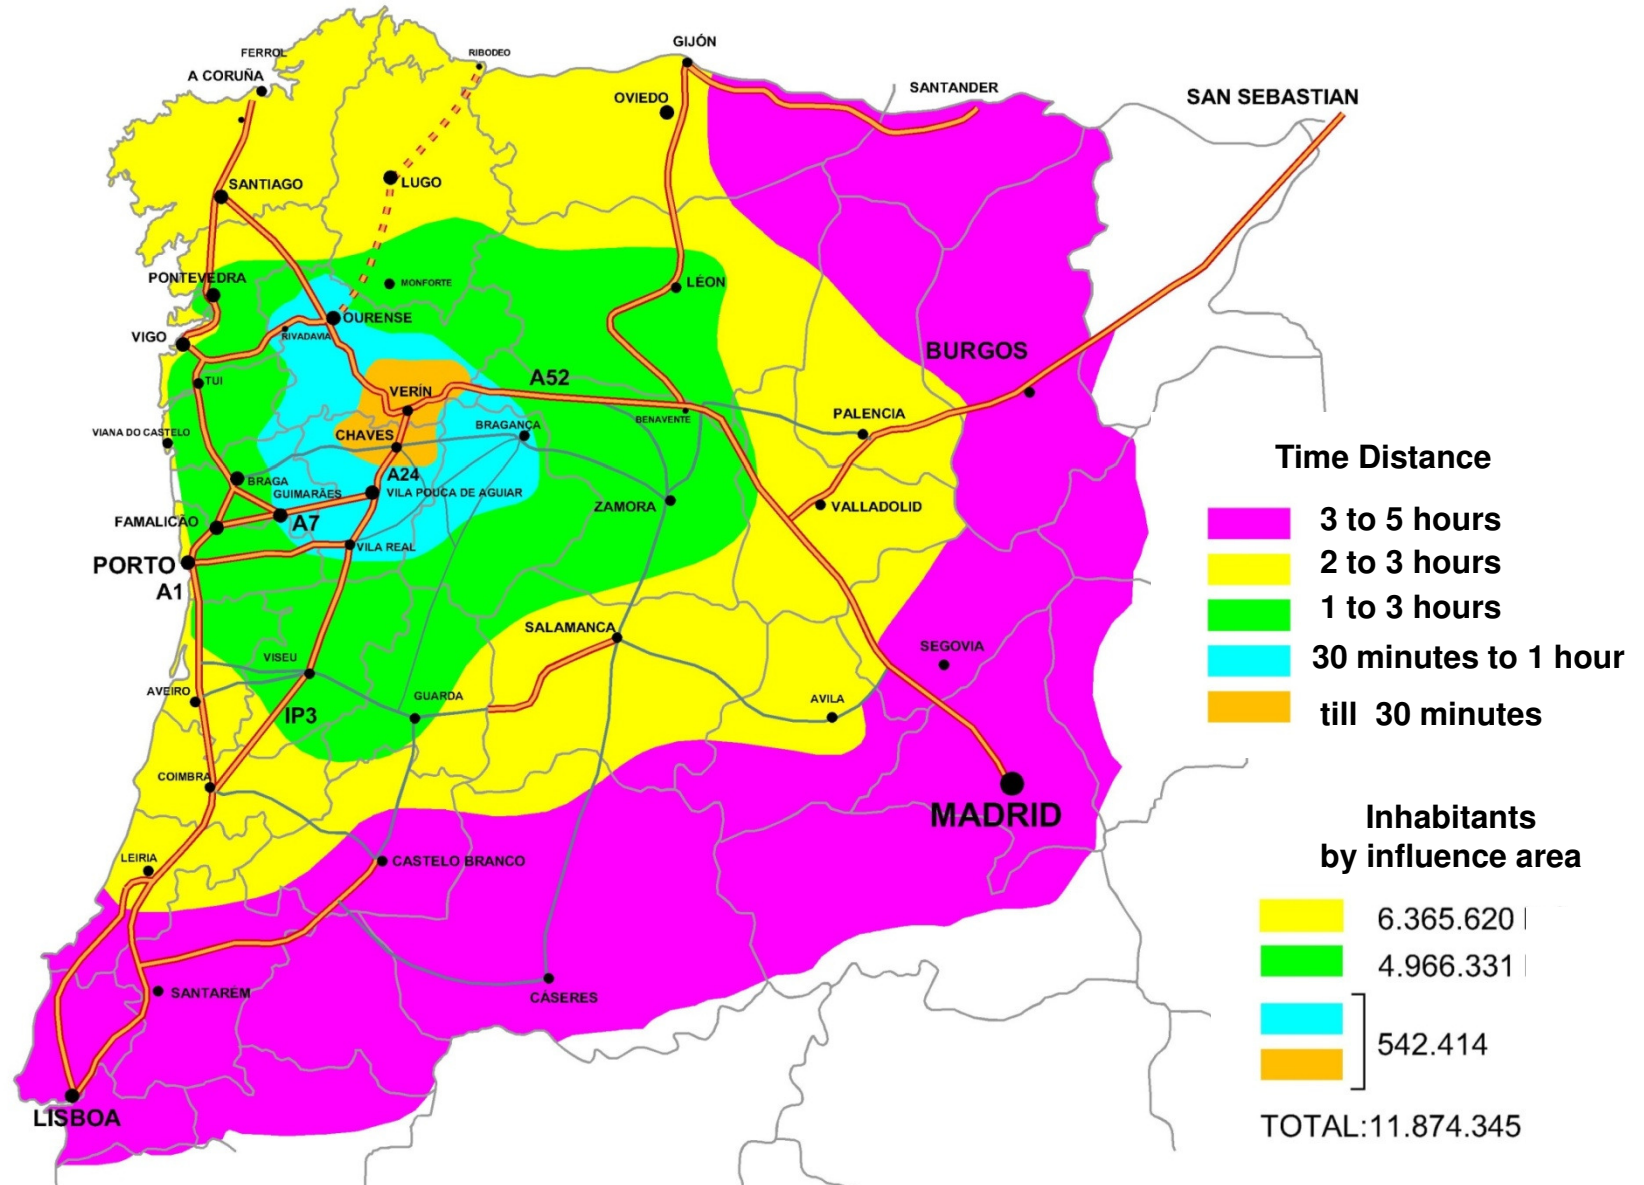 FERROL
A CORUÑA
RIBODEO
GIJÓN
OVIEDO
SANTANDER
SAN SEBASTIAN
SANTIAGO
LUGO
PONTEVEDRA
MONFORTE
LÉON
OURENSE
VIGO
RIVADAVIA
BURGOS
TUI
VERÍN
A52
BENAVENTE
PALENCIA
VIANA DO CASTELO
CHAVES
BRAGANÇA
A24
BRAGA
GUIMARÃES
VILA POUCA DE AGUIAR
ZAMORA
VALLADOLID
FAMALICÃO
A7
VILA REAL
PORTO
A1
SALAMANCA
SEGOVIA
VISEU
AVEIRO
GUARDA
AVILA
IP3
COIMBRA
MADRID
LEIRIA
CASTELO BRANCO
SANTARÉM
CÁSERES
LISBOA
Time Distance
3 to 5 hours
2 to 3 hours
1 to 3 hours
30 minutes to 1 hour
till 30 minutes
Inhabitants
by influence area
6.365.620
4.966.331
542.414
TOTAL:11.874.345